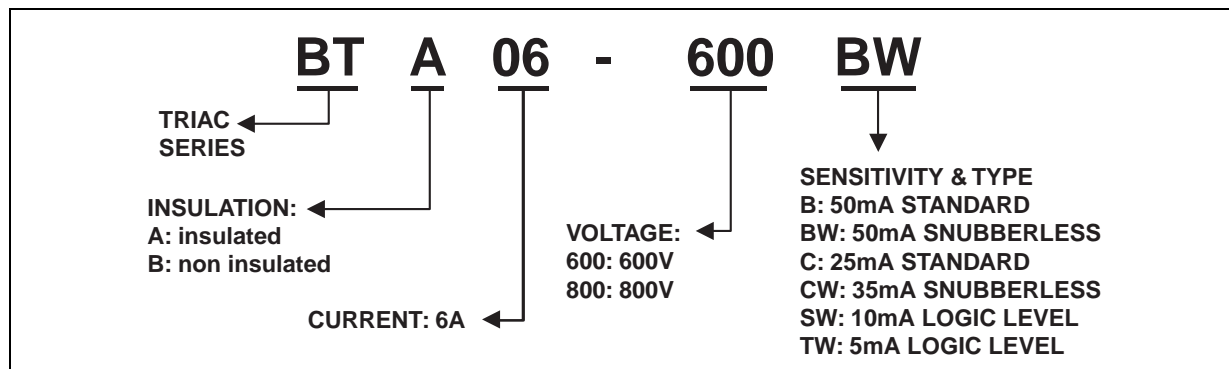 BT A 06 - 600 BW
TRIAC
SERIES
INSULATION:
A: insulated
B: non insulated
CURRENT: 6A
VOLTAGE:
600: 600V
800: 800V
SENSITIVITY & TYPE
B: 50mA STANDARD
BW: 50mA SNUBBERLESS
C: 25mA STANDARD
CW: 35mA SNUBBERLESS
SW: 10mA LOGIC LEVEL
TW: 5mA LOGIC LEVEL